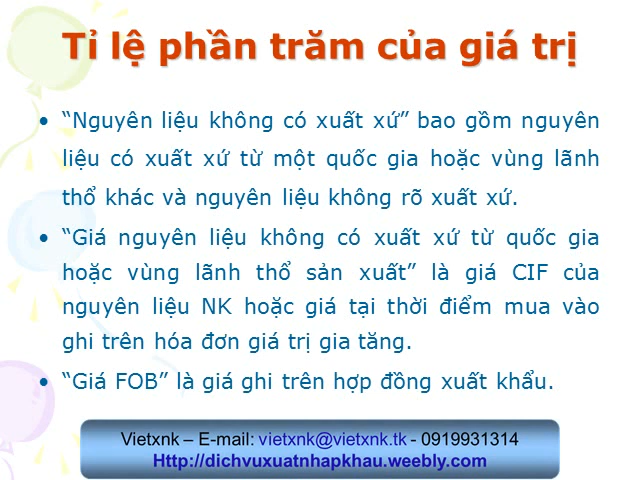 Tỉ lệ phần trăm của giá trị
• “Nguyên liệu không có xuất xứ” bao gồm nguyên
liệu có xuất xứ từ một quốc gia hoặc vùng lãnh
thổ khác và nguyên liệu không rõ xuất xứ.
• “Giá nguyên liệu không có xuất xứ từ quốc gia
hoặc vùng lãnh thổ sản xuất” là giá CIF của
nguyên liệu NK hoặc giá tại thời điểm mua vào
ghi trên hóa đơn giá trị gia tăng.
• “Giá FOB” là giá ghi trên hợp đồng xuất khẩu.
Vietxnk – E-mail: vietxnk@vietxnk.tk - 0919931314
Http://dichvuxuatnhapkhau.weebly.com